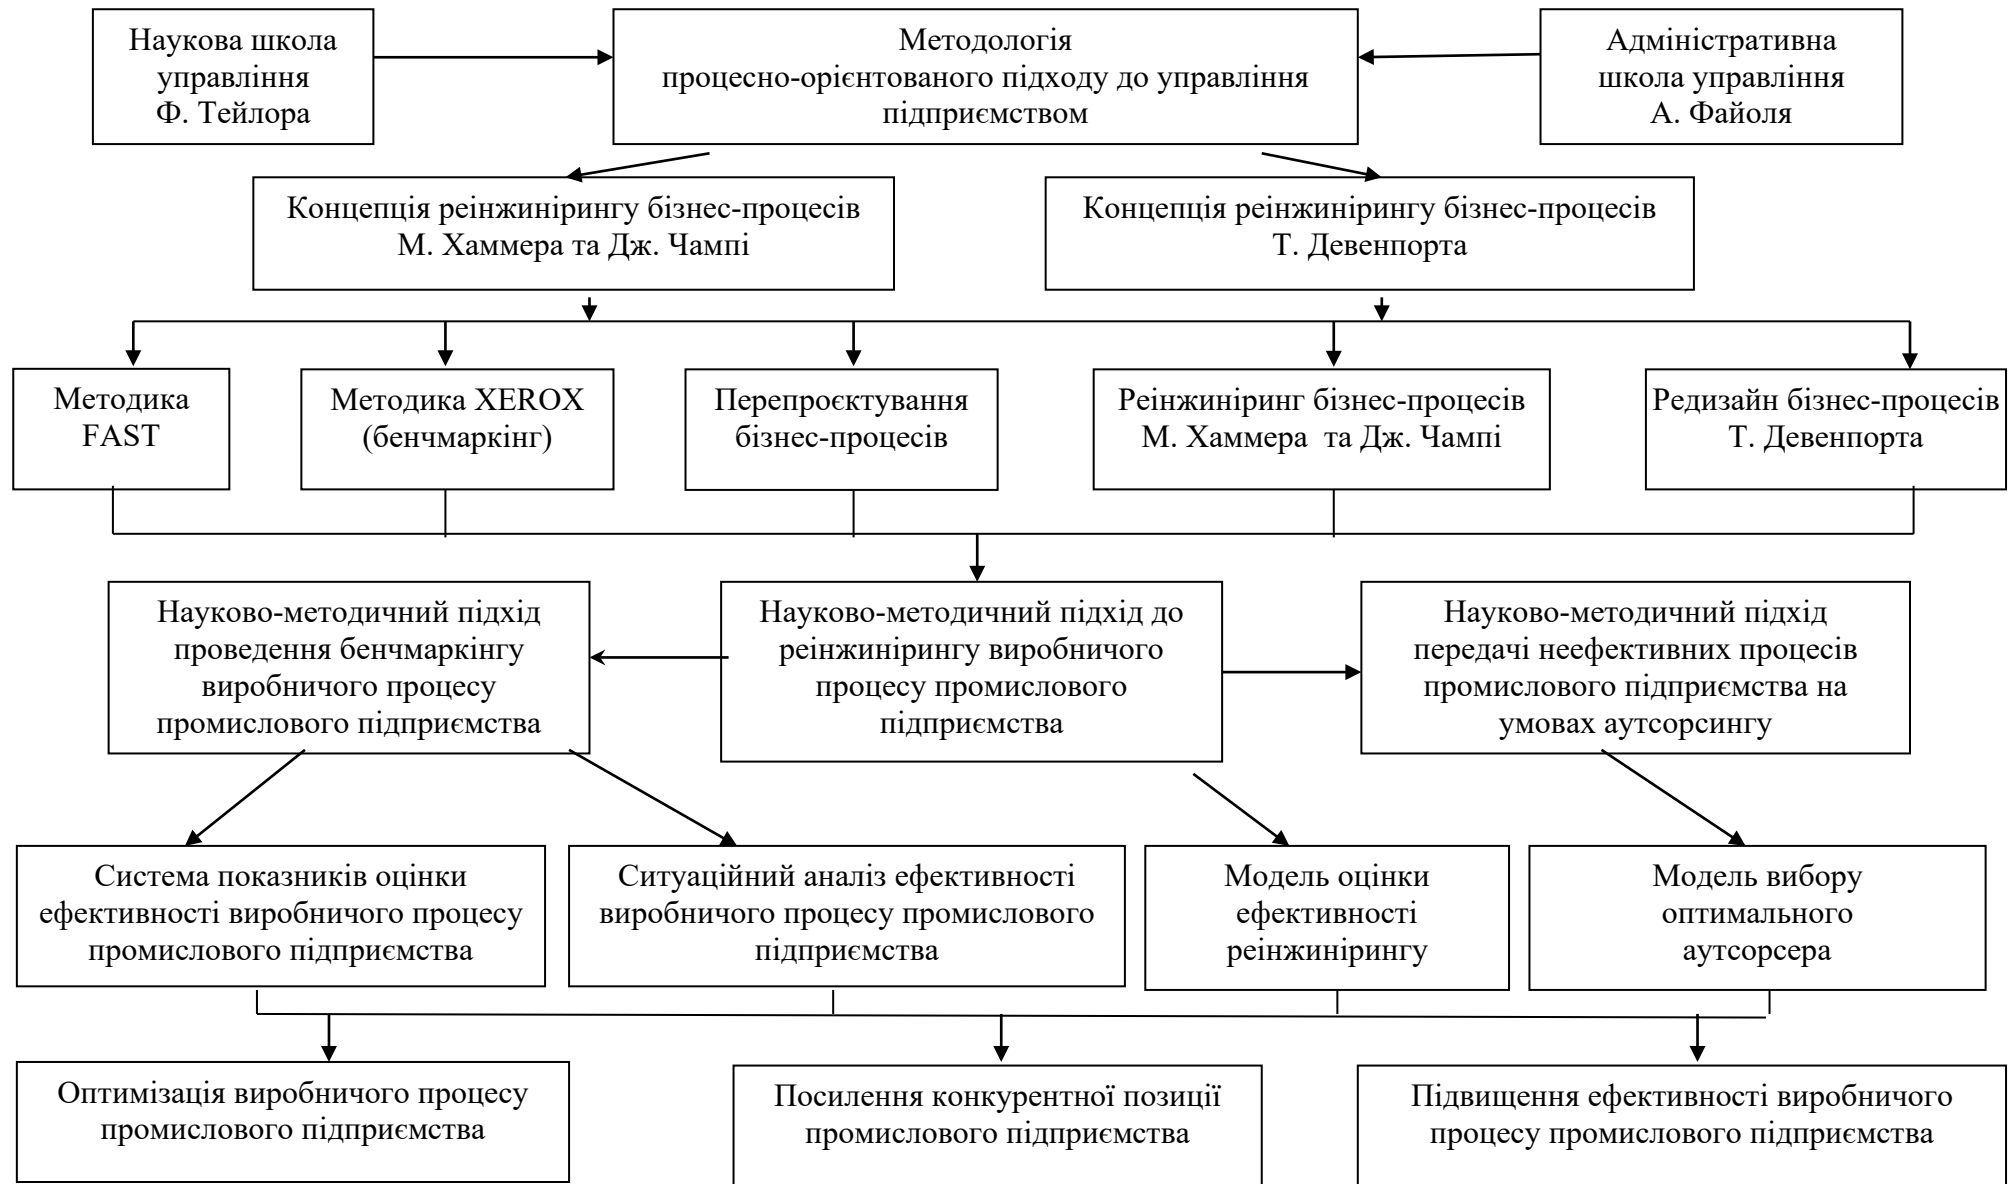 Наукова школа
управління
Ф. Тейлора
Методологія
процесно-орієнтованого підходу до управління
підприємством
Адміністративна
школа управління
А. Файоля
Концепція реінжинірингу бізнес-процесів
М. Хаммера та Дж. Чампі
Концепція реінжинірингу бізнес-процесів
Т. Девенпорта
Методика
FAST
Методика XEROX
(бенчмаркінг)
Перепроєктування
бізнес-процесів
Реінжиніринг бізнес-процесів
М. Хаммера та Дж. Чампі
Редизайн бізнес-процесів
Т. Девенпорта
Науково-методичний підхід
проведення бенчмаркінгу
виробничого процесу
промислового підприємства
Науково-методичний підхід до
реінжинірингу виробничого
процесу промислового
підприємства
Науково-методичний підхід
передачі неефективних процесів
промислового підприємства на
умовах аутсорсингу
Система показників оцінки
ефективності виробничого процесу
промислового підприємства
Ситуаційний аналіз ефективності
виробничого процесу промислового
підприємства
Модель оцінки
ефективності
реінжинірингу
Модель вибору
оптимального
аутсорсера
Оптимізація виробничого процесу
промислового підприємства
Посилення конкурентної позиції
промислового підприємства
Підвищення ефективності виробничого
процесу промислового підприємства